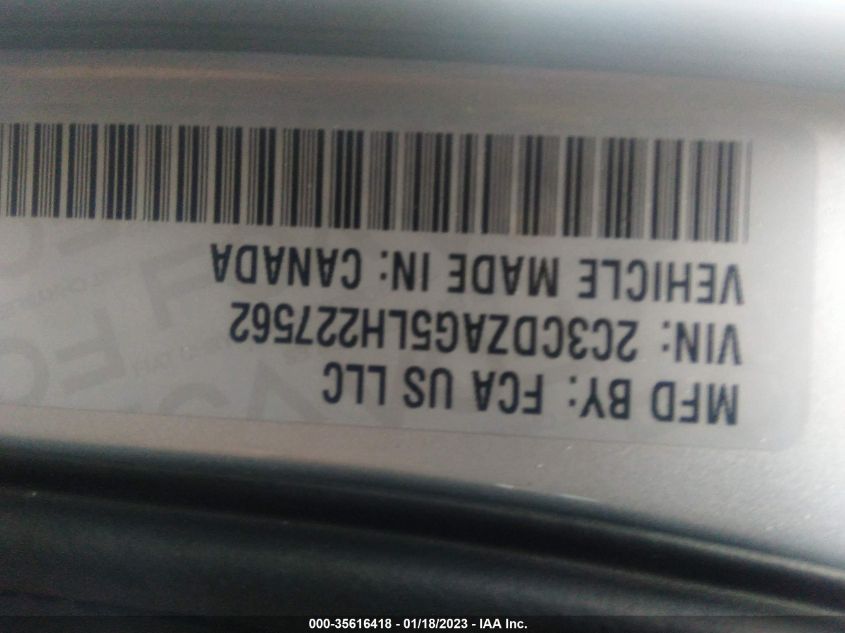 MFD BY: FCA US LLC
VIN: 2C3CDZAG5LH227562
VEHICLE MADE IN: CANADA
000-35616418 - 01/18/2023 - IAA Inc.